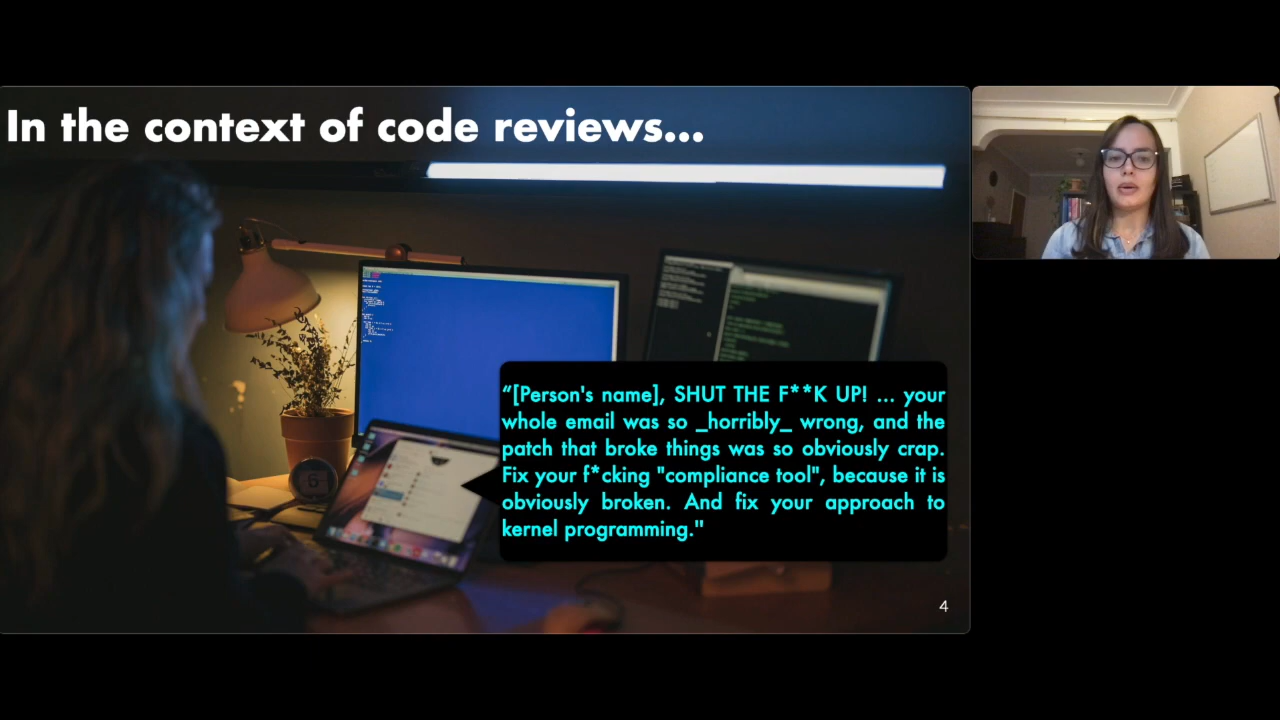 In the context of code reviews...
“[Person's name], SHUT THE F**K UP! ... your
whole email was so _horribly_ wrong, and the
patch that broke things was so obviously crap.
Fix your f*cking "compliance tool", because it is
obviously broken. And fix your approach to
kernel programming."
4